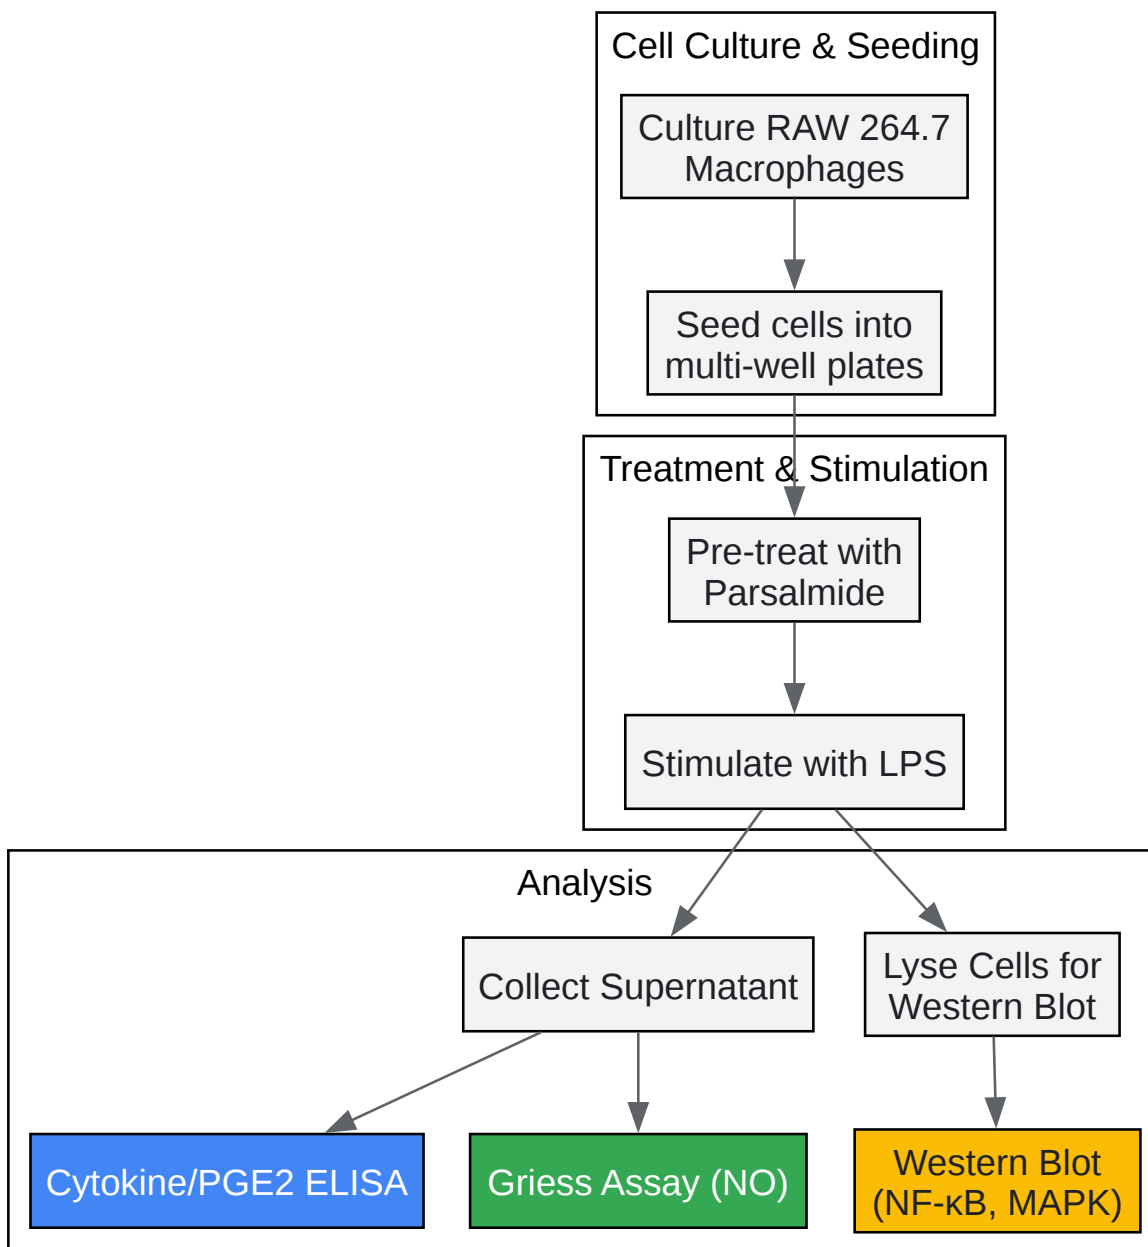 Cell Culture & Seeding
Culture RAW 264.7
Macrophages
Seed cells into
multi-well plates
Treatment & Stimulation
Pre-treat with
Parsalmide
Stimulate with LPS
Analysis
Collect Supernatant
Lyse Cells for
Western Blot
Cytokine/PGE2 ELISA
Griess Assay (NO)
Western Blot
(NF-κB, MAPK)